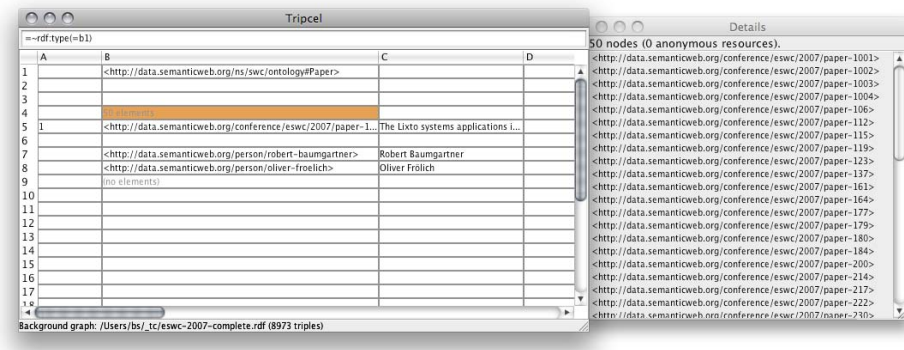 Tripcel
=~rdf:type(=b1)
A B C D
1 <http://data.semanticweb.org/ns/swc/ontology#Paper>
2
3
4 50 elements
5 1 <http://data.semanticweb.org/conference/eswc/2007/paper-1... The Lixto systems applications i...
6
7 <http://data.semanticweb.org/person/robert-baumgartner> Robert Baumgartner
8 <http://data.semanticweb.org/person/oliver-froelich> Oliver Frölich
9 (no elements)
10
11
12
13
14
15
16
17
18
Background graph: /Users/bs/_tc/eswc-2007-complete.rdf (8973 triples)
Details
50 nodes (0 anonymous resources).
<http://data.semanticweb.org/conference/eswc/2007/paper-1001>
<http://data.semanticweb.org/conference/eswc/2007/paper-1002>
<http://data.semanticweb.org/conference/eswc/2007/paper-1003>
<http://data.semanticweb.org/conference/eswc/2007/paper-1004>
<http://data.semanticweb.org/conference/eswc/2007/paper-106>
<http://data.semanticweb.org/conference/eswc/2007/paper-112>
<http://data.semanticweb.org/conference/eswc/2007/paper-115>
<http://data.semanticweb.org/conference/eswc/2007/paper-119>
<http://data.semanticweb.org/conference/eswc/2007/paper-123>
<http://data.semanticweb.org/conference/eswc/2007/paper-137>
<http://data.semanticweb.org/conference/eswc/2007/paper-161>
<http://data.semanticweb.org/conference/eswc/2007/paper-164>
<http://data.semanticweb.org/conference/eswc/2007/paper-177>
<http://data.semanticweb.org/conference/eswc/2007/paper-179>
<http://data.semanticweb.org/conference/eswc/2007/paper-180>
<http://data.semanticweb.org/conference/eswc/2007/paper-184>
<http://data.semanticweb.org/conference/eswc/2007/paper-200>
<http://data.semanticweb.org/conference/eswc/2007/paper-214>
<http://data.semanticweb.org/conference/eswc/2007/paper-217>
<http://data.semanticweb.org/conference/eswc/2007/paper-222>
<http://data.semanticweb.org/conference/eswc/2007/paper-230>